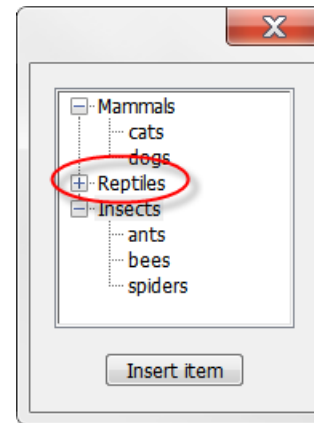 Mammals
cats
dogs
Reptiles
Insects
ants
bees
spiders
Insert item